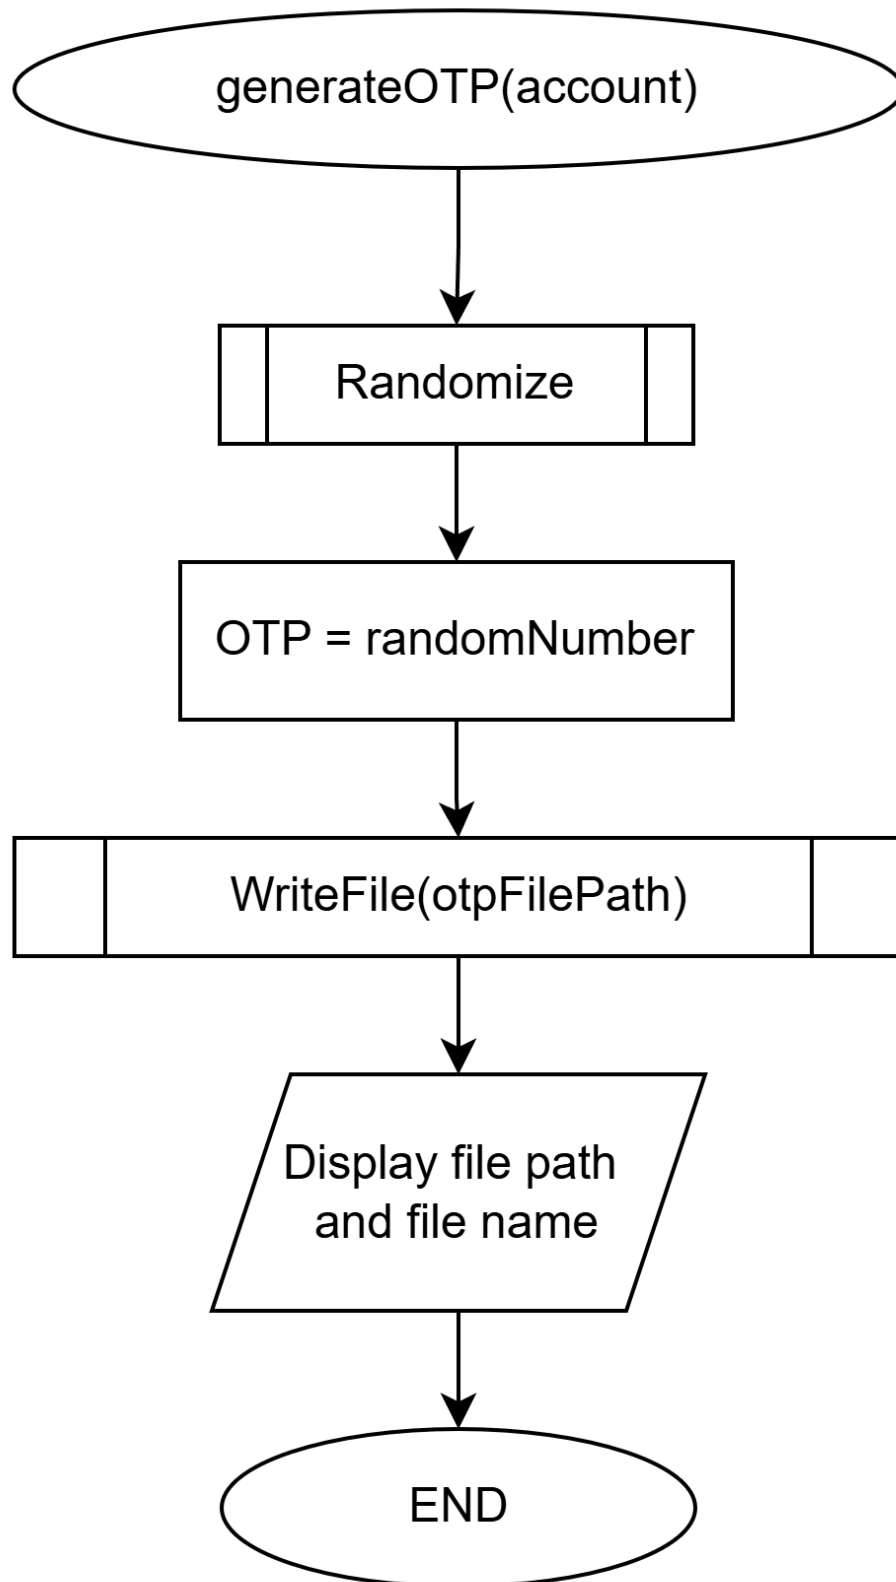 generateOTP(account)
Randomize
OTP = randomNumber
WriteFile(otpFilePath)
Display file path
and file name
END